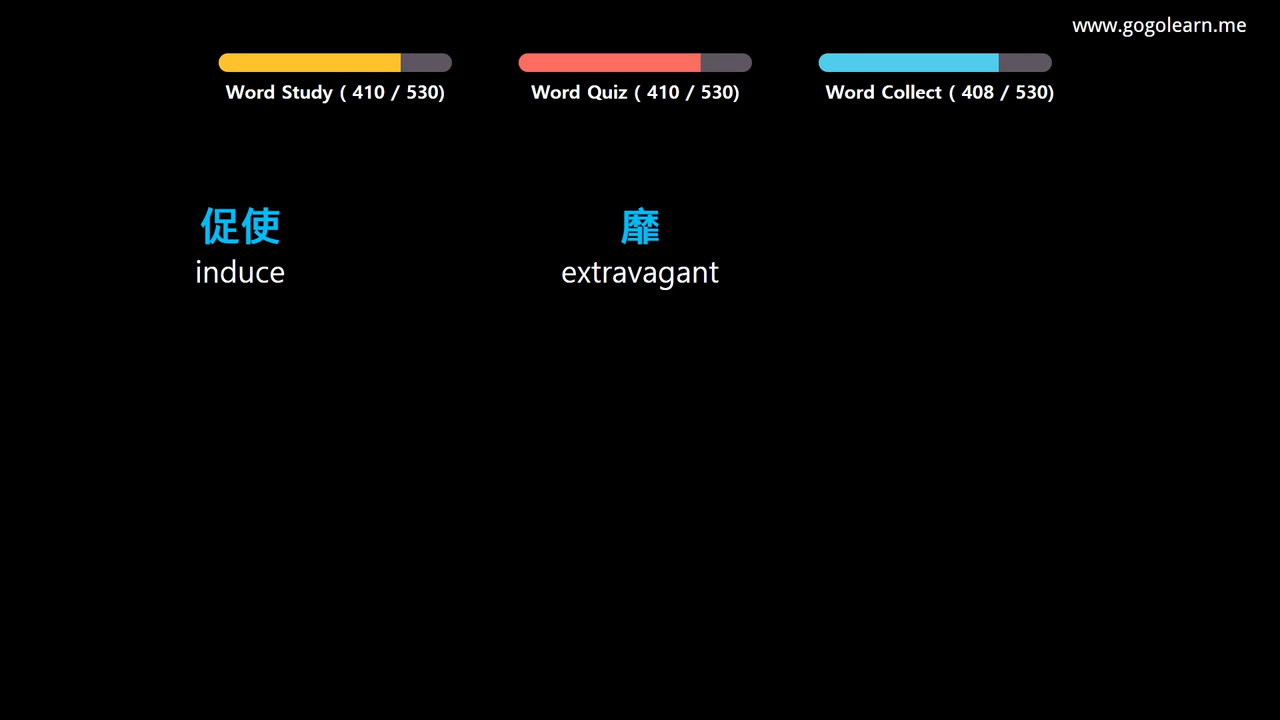 www.gogolearn.me
Word Study ( 410 / 530)
Word Quiz ( 410 / 530)
Word Collect ( 408 / 530)
促使
induce
靡
extravagant